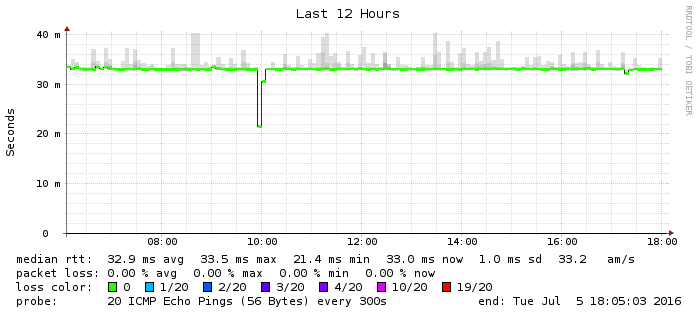 Last 12 Hours
RRDTOOL / TOBI OETIKER
Seconds
40 m
30 m
20 m
10 m
0
08:00 10:00 12:00 14:00 16:00 18:00
median rtt: 32.9 ms avg 33.5 ms max 21.4 ms min 33.0 ms now 1.0 ms sd 33.2 am/s
packet loss: 0.00 % avg 0.00 % max 0.00 % min 0.00 % now
loss color: 0 1/20 2/20 3/20 4/20 10/20 19/20
probe: 20 ICMP Echo Pings (56 Bytes) every 300s end: Tue Jul 5 18:05:03 2016